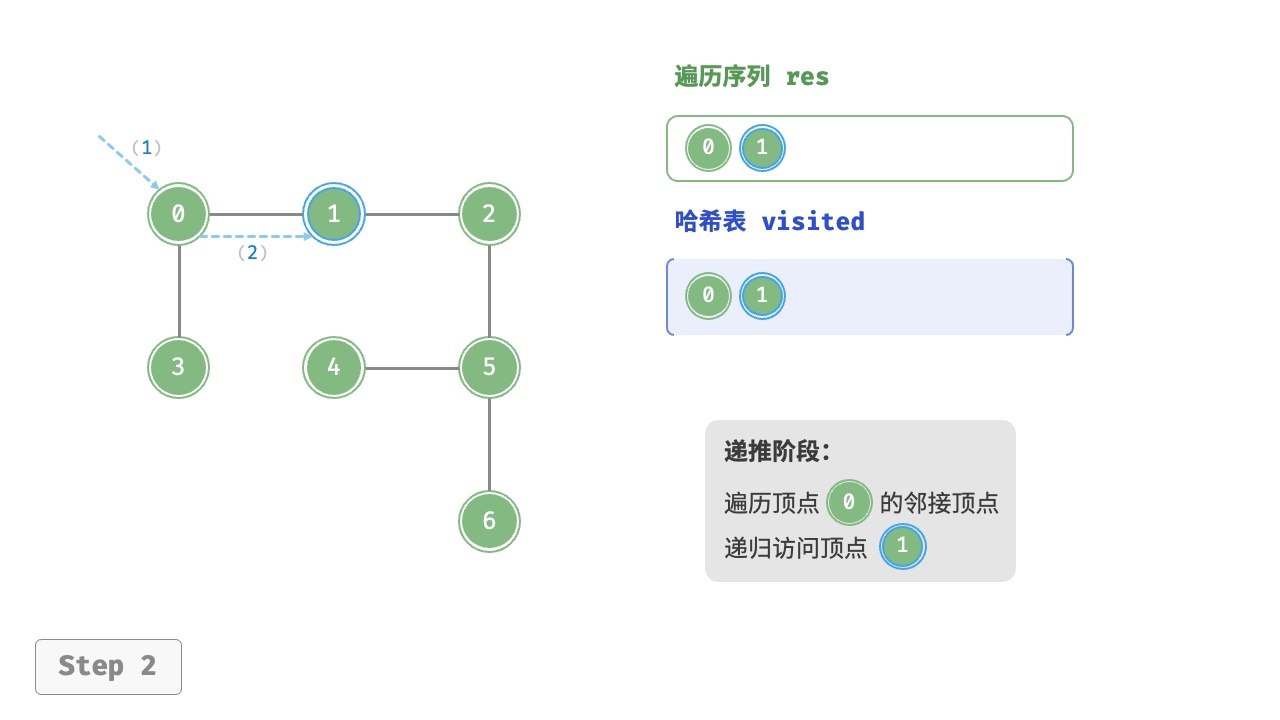 遍历序列 res
0 1
哈希表 visited
0 1
(1)
0 1 2
(2)
3 4 5
6
递推阶段：
遍历顶点 0 的邻接顶点
递归访问顶点 1
Step 2